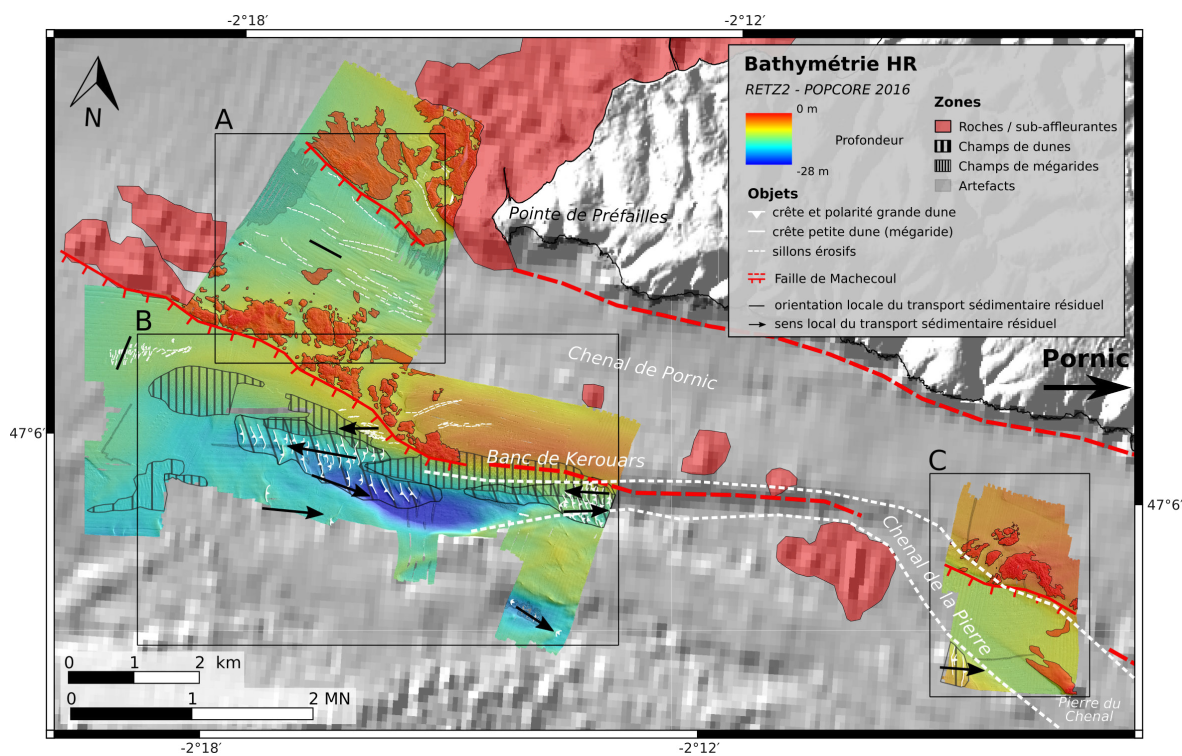 -2°18′
-2°12′
N
A
Pointe de Préfailles
Bathymétrie HR
RETZ2 - POPCORE 2016
0 m
Profondeur
-28 m
Zones
Roches / sub-affleurantes
Champs de dunes
Champs de mégarides
Artefacts
Objets
crête et polarité grande dune
crête petite dune (mégaride)
sillons érosifs
Faille de Machecoul
orientation locale du transport sédimentaire résiduel
sens local du transport sédimentaire résiduel
B
Chenal de Pornic
Pornic
47°6′
Banc de Kerouars
C
47°6′
Chenal de la Pierre
Pierre du
Chenal
0 1 2 km
0 1 2 MN
-2°18′
-2°12′